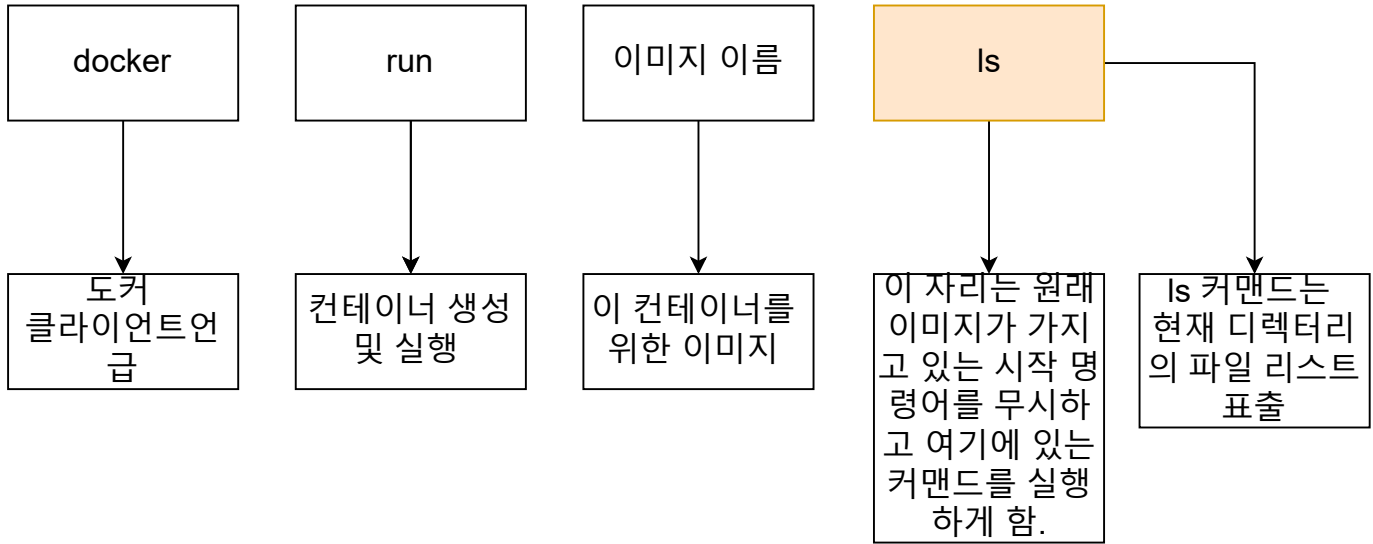 docker
run
이미지 이름
ls
도커
클라이언트언
급
컨테이너 생성
및 실행
이 컨테이너를
위한 이미지
이 자리는 원래
이미지가 가지
고 있는 시작 명
령어를 무시하
고 여기에 있는
커맨드를 실행
하게 함.
ls 커맨드는
현재 디렉터리
의 파일 리스트
표출